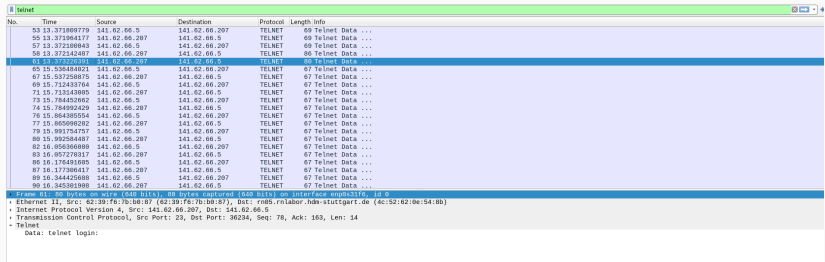 telnet
No. Time Source Destination Protocol Length Info
53 13.371809779 141.62.66.5 141.62.66.207 TELNET 69 Telnet Data ...
55 13.371964177 141.62.66.207 141.62.66.5 TELNET 69 Telnet Data ...
57 13.372100843 141.62.66.5 141.62.66.207 TELNET 69 Telnet Data ...
58 13.372142487 141.62.66.207 141.62.66.5 TELNET 86 Telnet Data ...
61 13.373226391 141.62.66.207 141.62.66.5 TELNET 80 Telnet Data ...
65 15.536484021 141.62.66.5 141.62.66.207 TELNET 67 Telnet Data ...
67 15.537258875 141.62.66.207 141.62.66.5 TELNET 67 Telnet Data ...
69 15.712433764 141.62.66.5 141.62.66.207 TELNET 67 Telnet Data ...
71 15.713143005 141.62.66.207 141.62.66.5 TELNET 67 Telnet Data ...
73 15.784452662 141.62.66.5 141.62.66.207 TELNET 67 Telnet Data ...
74 15.784992429 141.62.66.207 141.62.66.5 TELNET 67 Telnet Data ...
76 15.864385554 141.62.66.5 141.62.66.207 TELNET 67 Telnet Data ...
77 15.865090282 141.62.66.207 141.62.66.5 TELNET 67 Telnet Data ...
79 15.991754757 141.62.66.5 141.62.66.207 TELNET 67 Telnet Data ...
80 15.992504487 141.62.66.207 141.62.66.5 TELNET 67 Telnet Data ...
82 16.056366080 141.62.66.5 141.62.66.207 TELNET 67 Telnet Data ...
83 16.057270317 141.62.66.207 141.62.66.5 TELNET 67 Telnet Data ...
86 16.176491605 141.62.66.5 141.62.66.207 TELNET 67 Telnet Data ...
87 16.177306417 141.62.66.207 141.62.66.5 TELNET 67 Telnet Data ...
89 16.344425688 141.62.66.5 141.62.66.207 TELNET 67 Telnet Data ...
90 16.345301908 141.62.66.207 141.62.66.5 TELNET 67 Telnet Data ...
Frame 61: 80 bytes on wire (640 bits), 80 bytes captured (640 bits) on interface enp0s31f6, id 0
Ethernet II, Src: 62:39:f6:7b:b0:87 (62:39:f6:7b:b0:87), Dst: rn05.rnlabor.hdm-stuttgart.de (4c:52:62:0e:54:8b)
Internet Protocol Version 4, Src: 141.62.66.207, Dst: 141.62.66.5
Transmission Control Protocol, Src Port: 23, Dst Port: 36234, Seq: 78, Ack: 163, Len: 14
Telnet
Data: telnet login: